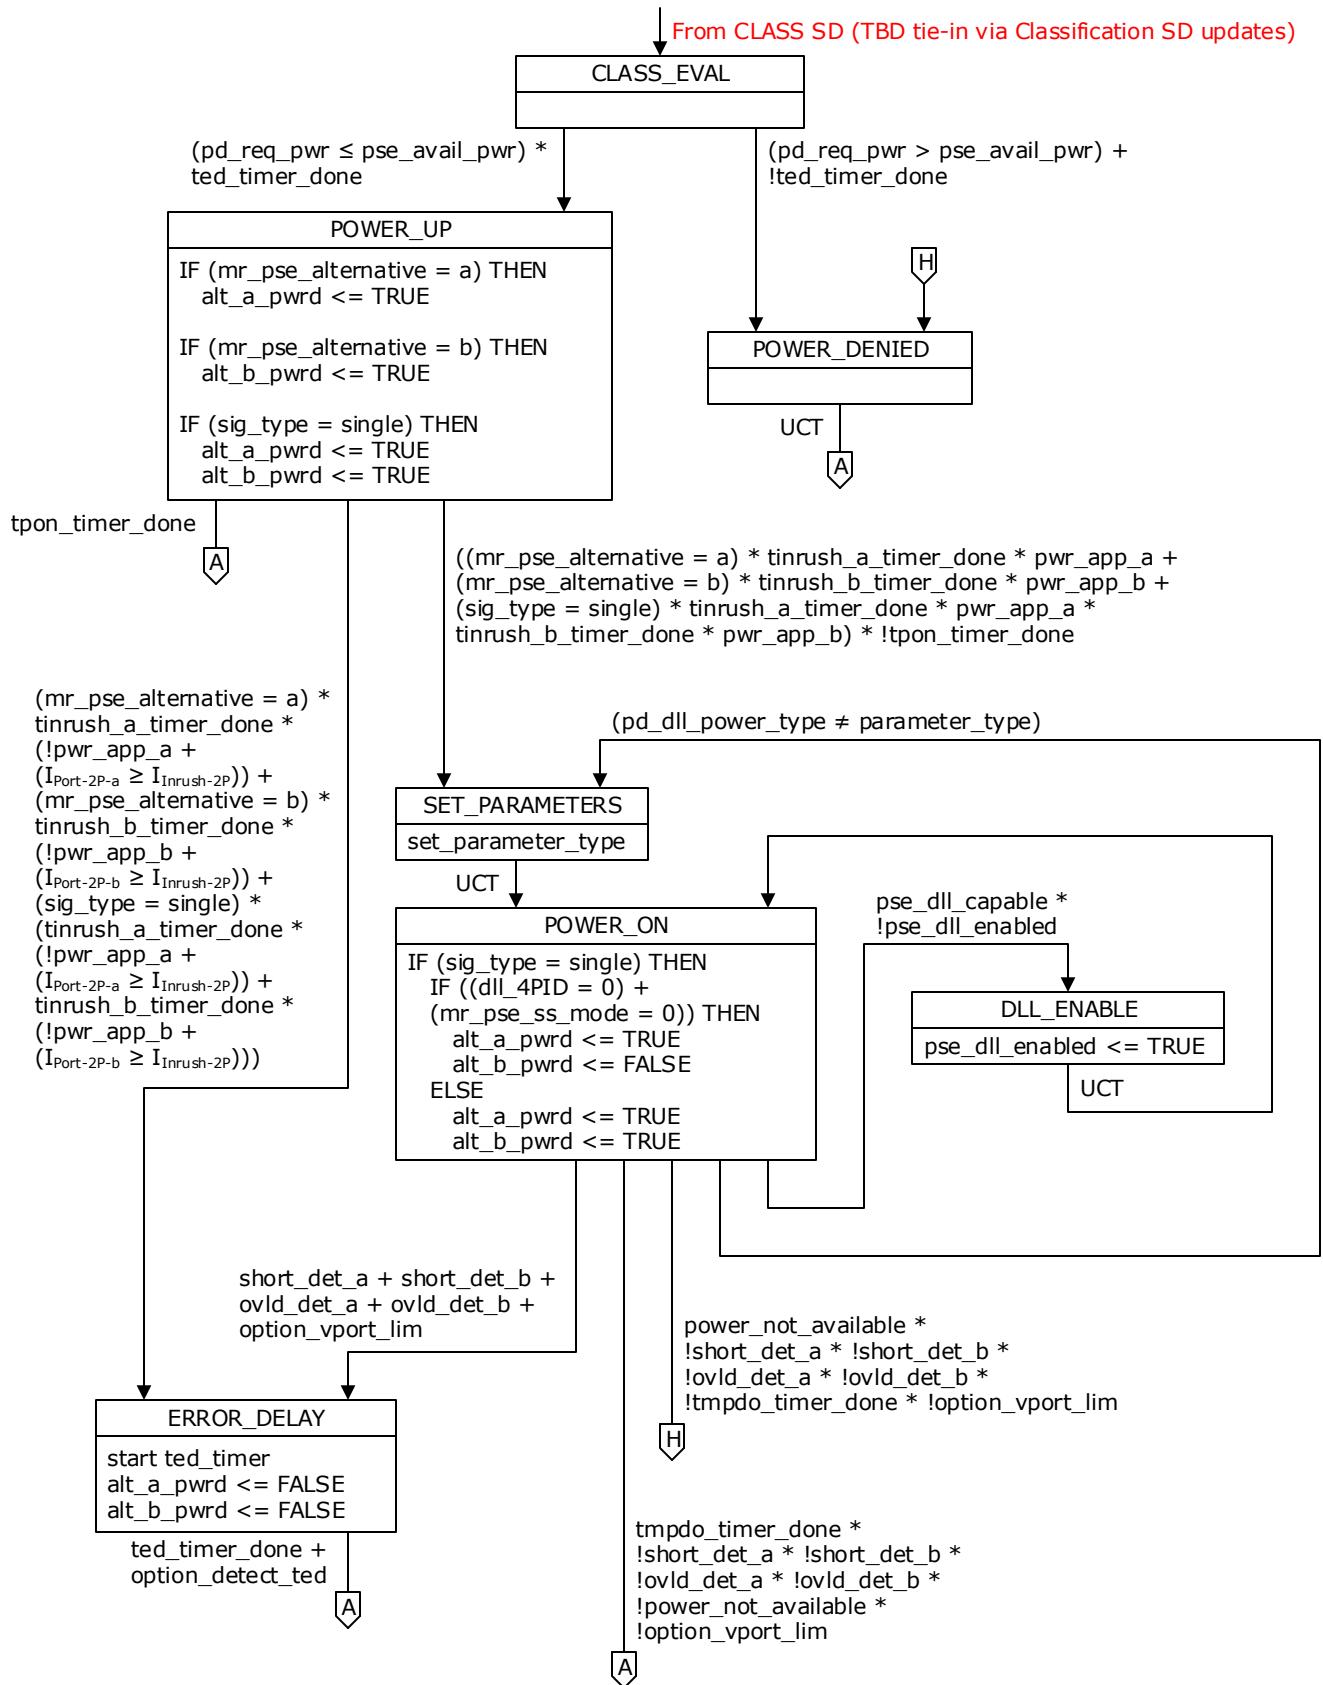 From CLASS SD (TBD tie-in via Classification SD updates)
CLASS_EVAL
(pd_req_pwr ≤ pse_avail_pwr) *
ted_timer_done
(pd_req_pwr > pse_avail_pwr) +
!ted_timer_done
POWER_UP
IF (mr_pse_alternative = a) THEN
alt_a_pwrd <= TRUE
IF (mr_pse_alternative = b) THEN
alt_b_pwrd <= TRUE
IF (sig_type = single) THEN
alt_a_pwrd <= TRUE
alt_b_pwrd <= TRUE
H
POWER_DENIED
UCT
A
tpon_timer_done
A
((mr_pse_alternative = a) * tinrush_a_timer_done * pwr_app_a +
(mr_pse_alternative = b) * tinrush_b_timer_done * pwr_app_b +
(sig_type = single) * tinrush_a_timer_done * pwr_app_a *
tinrush_b_timer_done * pwr_app_b) * !tpon_timer_done
(mr_pse_alternative = a) *
tinrush_a_timer_done *
(!pwr_app_a +
(IPort-2P-a ≥ IInrush-2P)) +
(mr_pse_alternative = b) *
tinrush_b_timer_done *
(!pwr_app_b +
(IPort-2P-b ≥ IInrush-2P)) +
(sig_type = single) *
(tinrush_a_timer_done *
(!pwr_app_a +
(IPort-2P-a ≥ IInrush-2P)) +
tinrush_b_timer_done *
(!pwr_app_b +
(IPort-2P-b ≥ IInrush-2P)))
(pd_dll_power_type ≠ parameter_type)
SET_PARAMETERS
set_parameter_type
UCT
POWER_ON
IF (sig_type = single) THEN
IF ((dll_4PID = 0) +
(mr_pse_ss_mode = 0)) THEN
alt_a_pwrd <= TRUE
alt_b_pwrd <= FALSE
ELSE
alt_a_pwrd <= TRUE
alt_b_pwrd <= TRUE
pse_dll_capable *
!pse_dll_enabled
DLL_ENABLE
pse_dll_enabled <= TRUE
UCT
short_det_a + short_det_b +
ovld_det_a + ovld_det_b +
option_vport_lim
power_not_available *
!short_det_a * !short_det_b *
!ovld_det_a * !ovld_det_b *
!tmpdo_timer_done * !option_vport_lim
H
ERROR_DELAY
start ted_timer
alt_a_pwrd <= FALSE
alt_b_pwrd <= FALSE
ted_timer_done +
option_detect_ted
A
tmpdo_timer_done *
!short_det_a * !short_det_b *
!ovld_det_a * !ovld_det_b *
!power_not_available *
!option_vport_lim
A